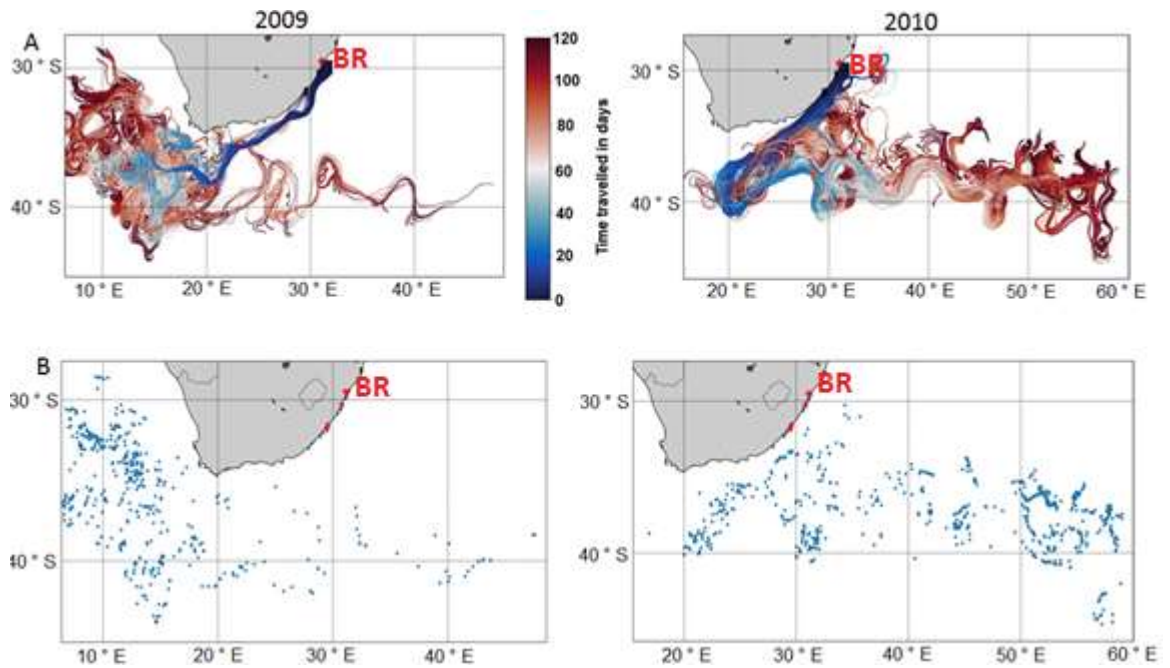 2009
2010
A
BR
BR
30 ° S
40 ° S
10 ° E
20 ° E
30 ° E
40 ° E
120
100
80
60
40
20
0
Time travelled in days
30 ° S
40 ° S
20 ° E
30 ° E
40 ° E
50 ° E
60 ° E
B
BR
BR
30 ° S
40 ° S
10 ° E
20 ° E
30 ° E
40 ° E
30 ° S
40 ° S
20 ° E
30 ° E
40 ° E
50 ° E
60 ° E